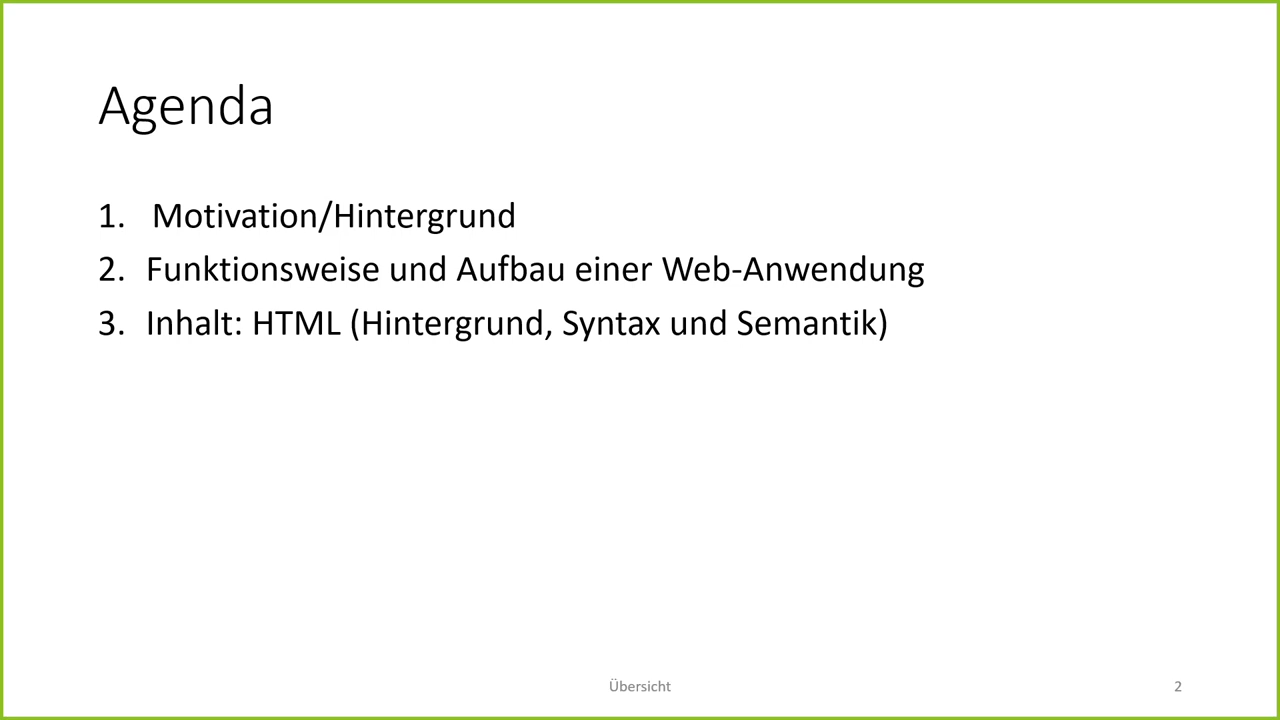 Agenda
1. Motivation/Hintergrund
2. Funktionsweise und Aufbau einer Web-Anwendung
3. Inhalt: HTML (Hintergrund, Syntax und Semantik)
Übersicht
2